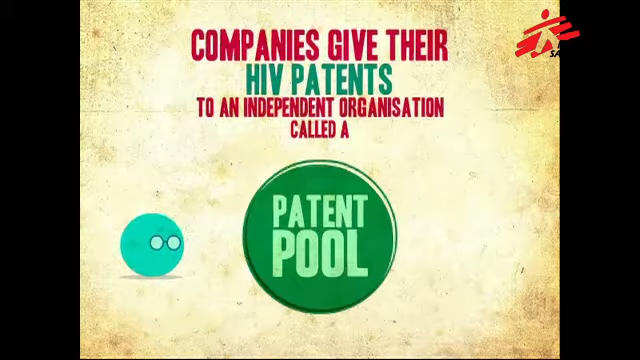 COMPANIES GIVE THEIR
HIV PATENTS
TO AN INDEPENDENT ORGANISATION
CALLED A
PATENT
POOL